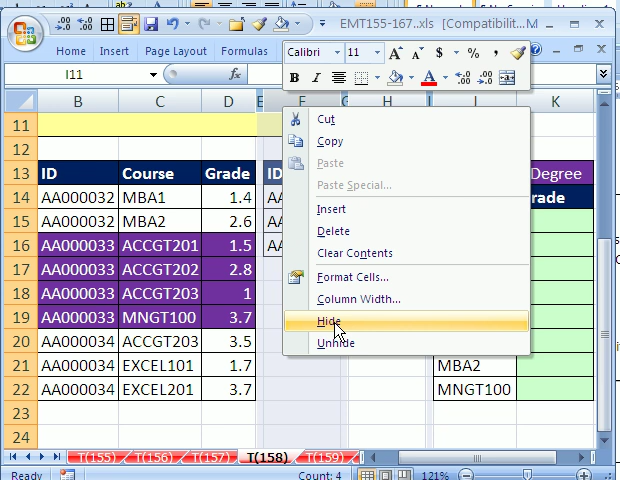 EMT155-167..xls [Compatibilit... M
Home Insert Page Layout Formulas
Calibri 11 A A $ % ,
B I A
I11 fx
B C D E F G H I J K
11
12
13 ID Course Grade ID Degree
14 AA000032 MBA1 1.4 rade
15 AA000032 MBA2 2.6
16 AA000033 ACCGT201 1.5
17 AA000033 ACCGT202 2.8
18 AA000033 ACCGT203 1
19 AA000033 MNGT100 3.7
20 AA000034 ACCGT203 3.5
21 AA000034 EXCEL101 1.7 MBA2
22 AA000034 EXCEL201 3.7 MNGT100
23
24
Cut
Copy
Paste
Paste Special...
Insert
Delete
Clear Contents
Format Cells...
Column Width...
Hide
Unhide
T(155) T(156) T(157) T(158) T(159)
Ready Count: 4 121%